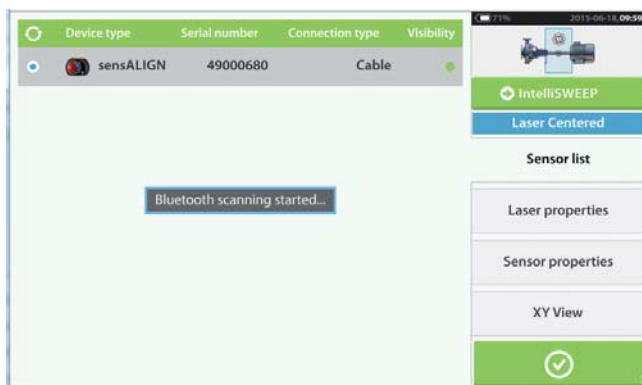 71% 2015-06-18, 09:59
Device type Serial number Connection type Visibility
sensALIGN 49000680 Cable
IntelliSWEEP
Laser Centered
Sensor list
Bluetooth scanning started...
Laser properties
Sensor properties
XY View